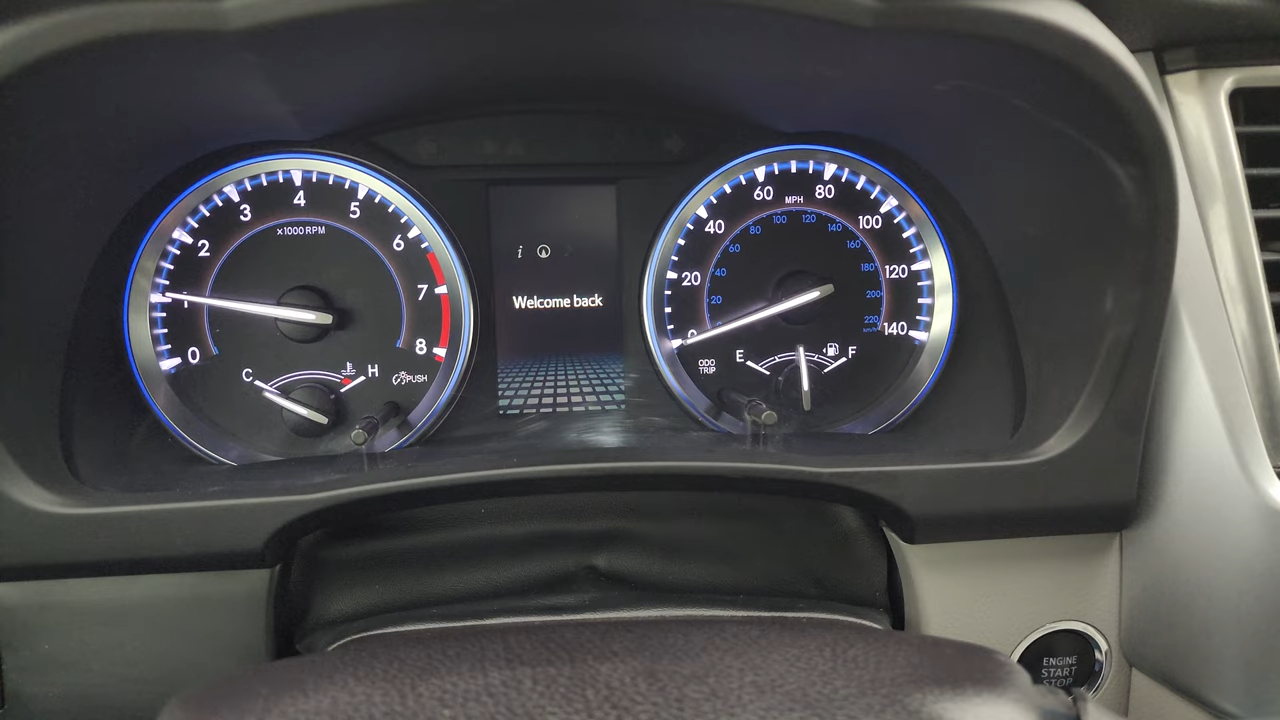 0
1
2
3
4
5
6
7
8
×1000 RPM
C
H
PUSH
i
Welcome back
0
20
40
60
80
100
120
140
MPH
20
40
60
80
100
120
140
160
180
200
220
km/h
ODO
TRIP
E
F
ENGINE
START
STOP